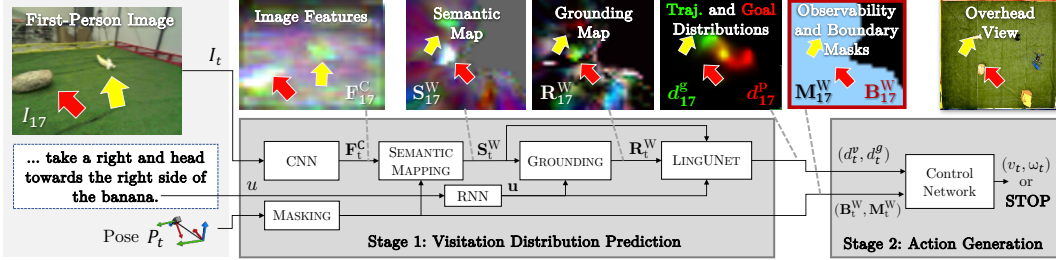 First-Person Image
I_17
I_t
... take a right and head
towards the right side of
the banana.
u
Pose P_t
Image Features
F^C_17
Semantic
Map
S^W_17
Grounding
Map
R^W_17
Traj. and Goal
Distributions
d^g_17 d^p_17
Observability
and Boundary
Masks
M^W_17 B^W_17
Overhead
View
CNN
F^C_t
SEMANTIC
MAPPING
S^W_t
GROUNDING
R^W_t
LINGUNET
RNN
u
MASKING
Stage 1: Visitation Distribution Prediction
(d^p_t, d^g_t)
(B^W_t, M^W_t)
Control
Network
(v_t, ω_t)
or
STOP
Stage 2: Action Generation